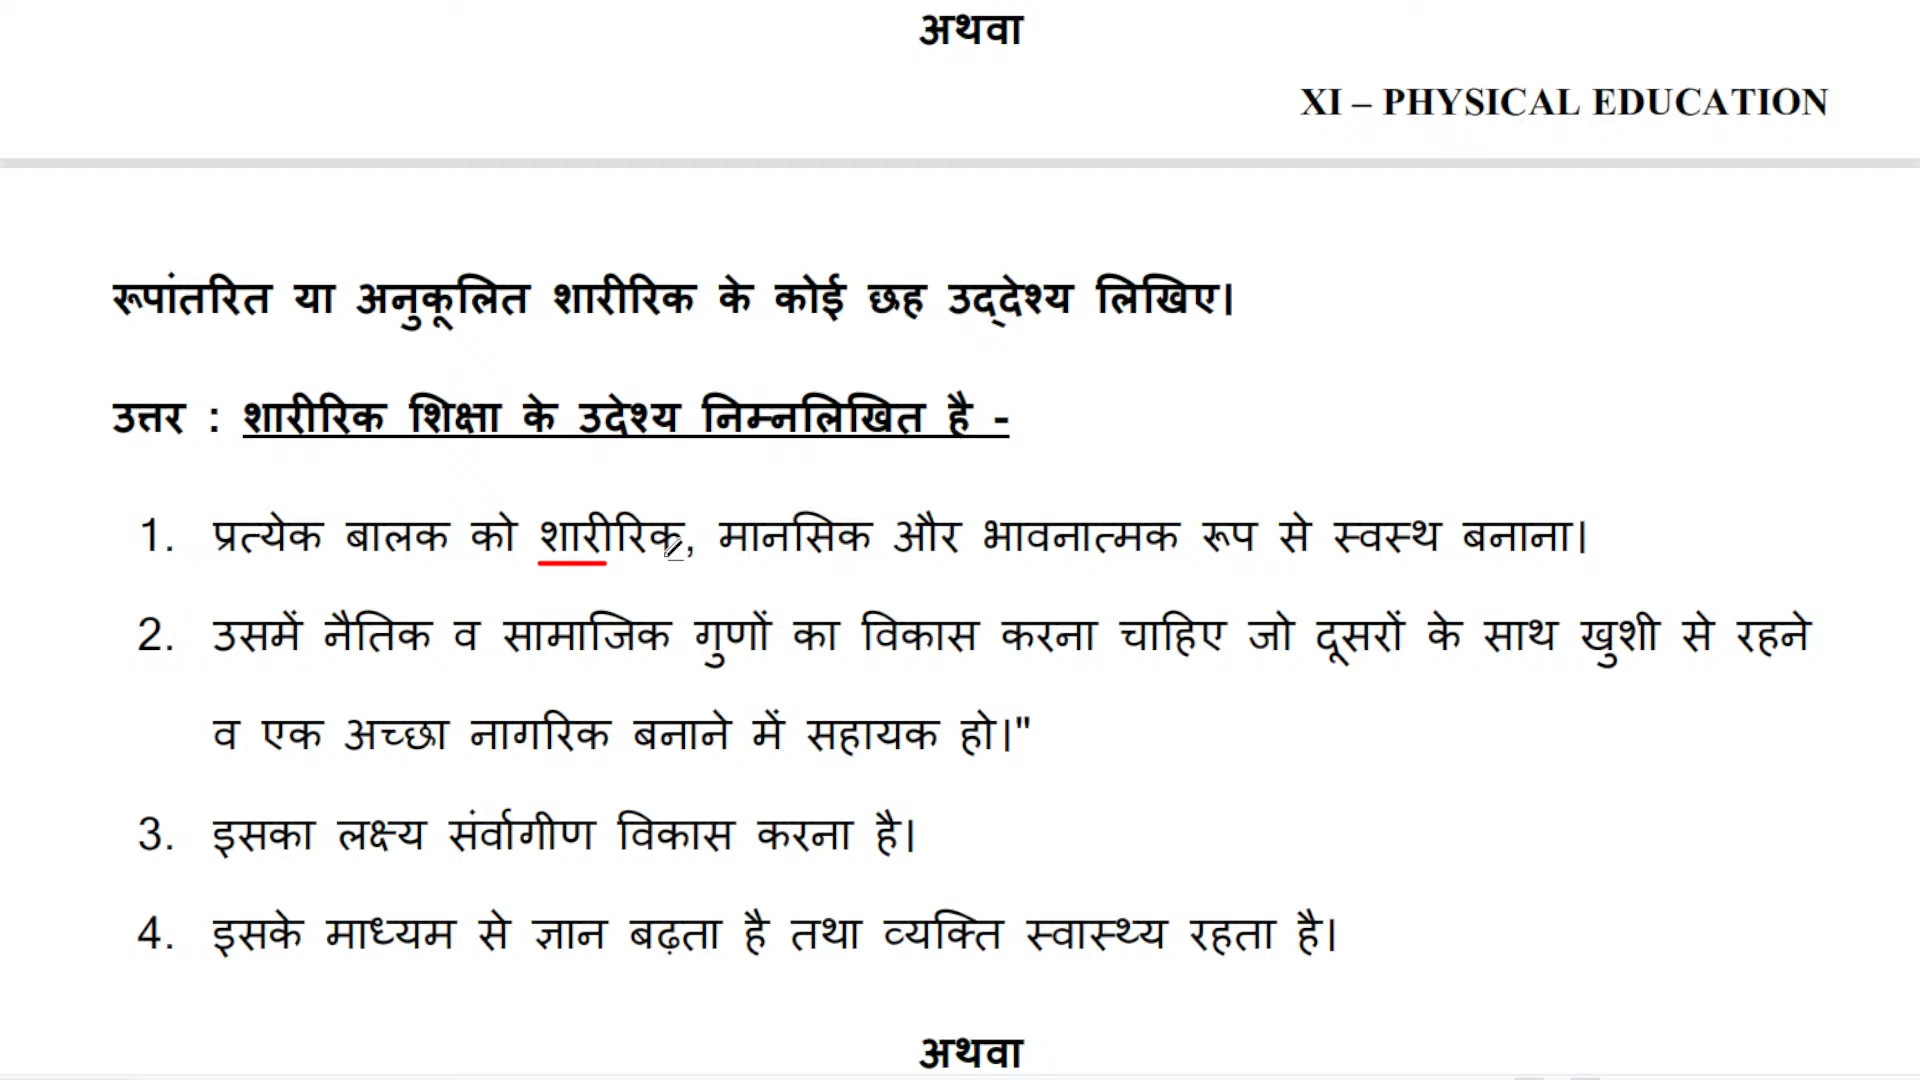 अथवा
XI – PHYSICAL EDUCATION
रूपांतरित या अनुकूलित शारीरिक के कोई छह उद्देश्य लिखिए।
उत्तर : शारीरिक शिक्षा के उदेश्य निम्नलिखित है -
1. प्रत्येक बालक को शारीरिक, मानसिक और भावनात्मक रूप से स्वस्थ बनाना।
2. उसमें नैतिक व सामाजिक गुणों का विकास करना चाहिए जो दूसरों के साथ खुशी से रहने
व एक अच्छा नागरिक बनाने में सहायक हो।"
3. इसका लक्ष्य संर्वागीण विकास करना है।
4. इसके माध्यम से ज्ञान बढ़ता है तथा व्यक्ति स्वास्थ्य रहता है।
अथवा